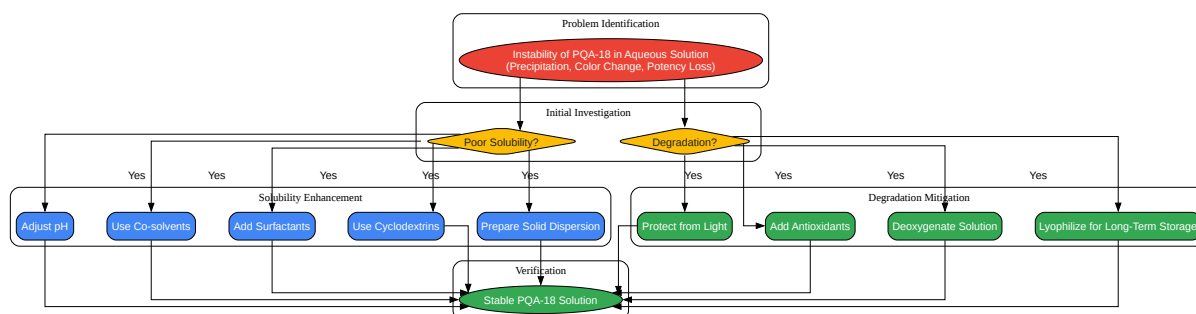 Problem Identification
Instability of PQA-18 in Aqueous Solution
(Precipitation, Color Change, Potency Loss)
Initial Investigation
Poor Solubility?
Degradation?
Yes
Yes
Yes
Yes
Yes
Yes
Yes
Yes
Yes
Solubility Enhancement
Degradation Mitigation
Adjust pH
Use Co-solvents
Add Surfactants
Use Cyclodextrins
Prepare Solid Dispersion
Protect from Light
Add Antioxidants
Deoxygenate Solution
Lyophilize for Long-Term Storage
Verification
Stable PQA-18 Solution